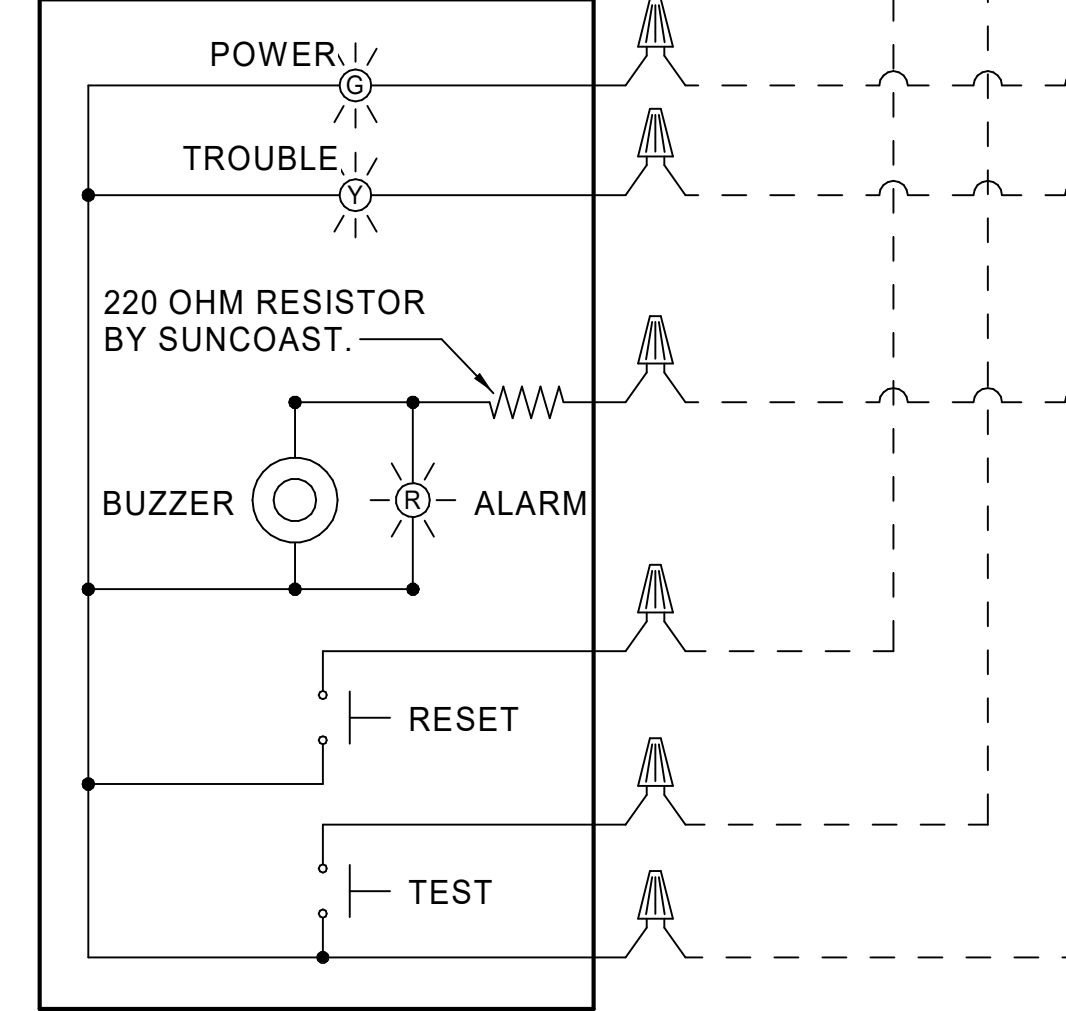 POWER
G
TROUBLE
Y
220 OHM RESISTOR
BY SUNCOAST.
BUZZER
R
ALARM
RESET
TEST